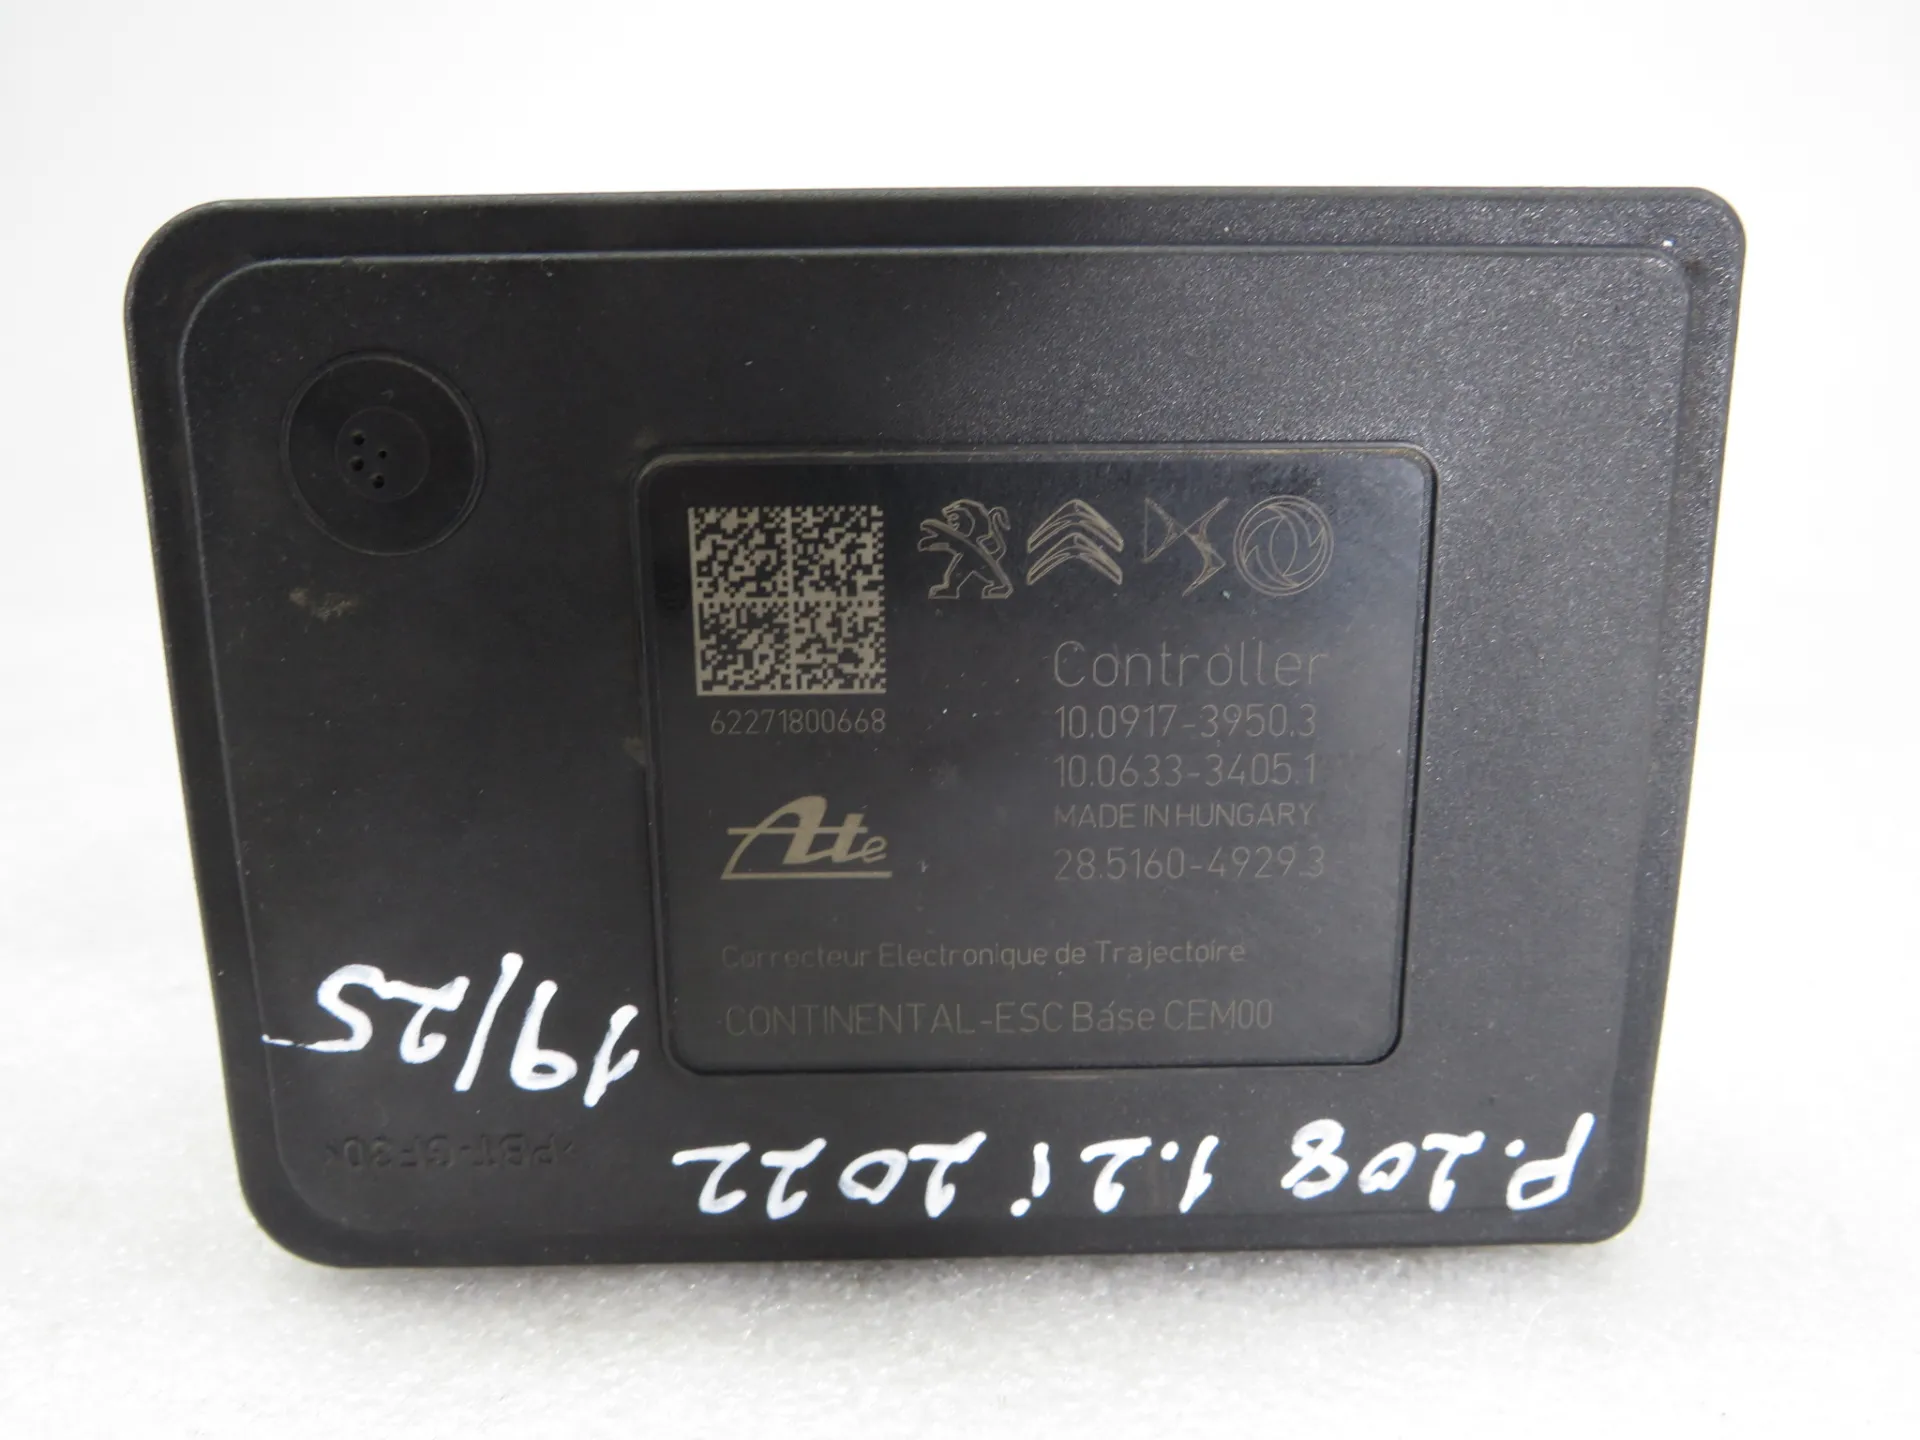 62271800668
Controller
10.0917-3950.3
10.0633-3405.1
MADE IN HUNGARY
28.5160-4929.3
Ate
Correcteur Electronique de Trajectoire
CONTINENTAL-ESC Base CEM00
P.208 1.2i 2022
19/25
>PBT-GF30<